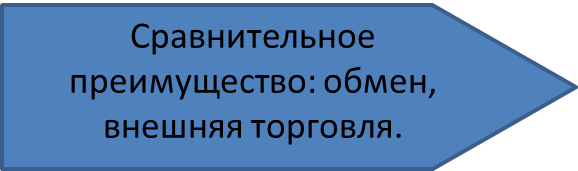 Сравнительное
преимущество: обмен,
внешняя торговля.